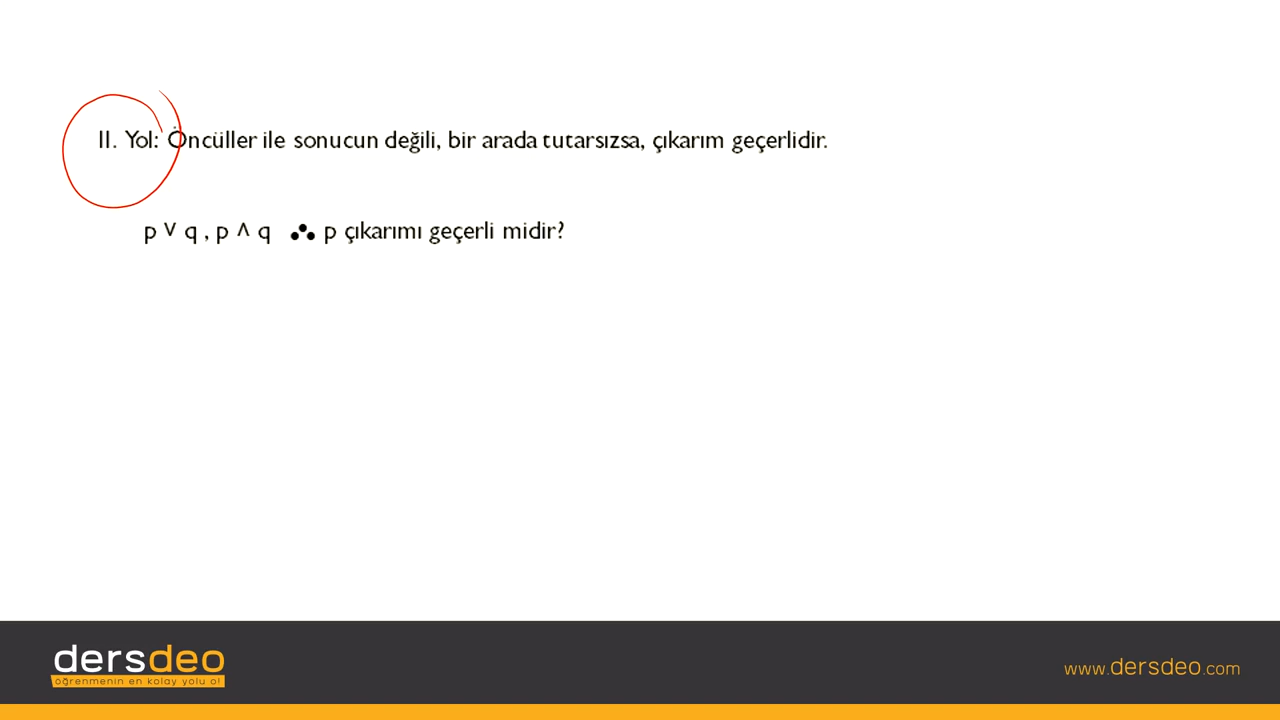 II. Yol: Öncüller ile sonucun değili, bir arada tutarsızsa, çıkarım geçerlidir.
p ∨ q , p ∧ q ∴ p çıkarımı geçerli midir?
dersdeo
öğrenmenin en kolay yolu o!
www.dersdeo.com